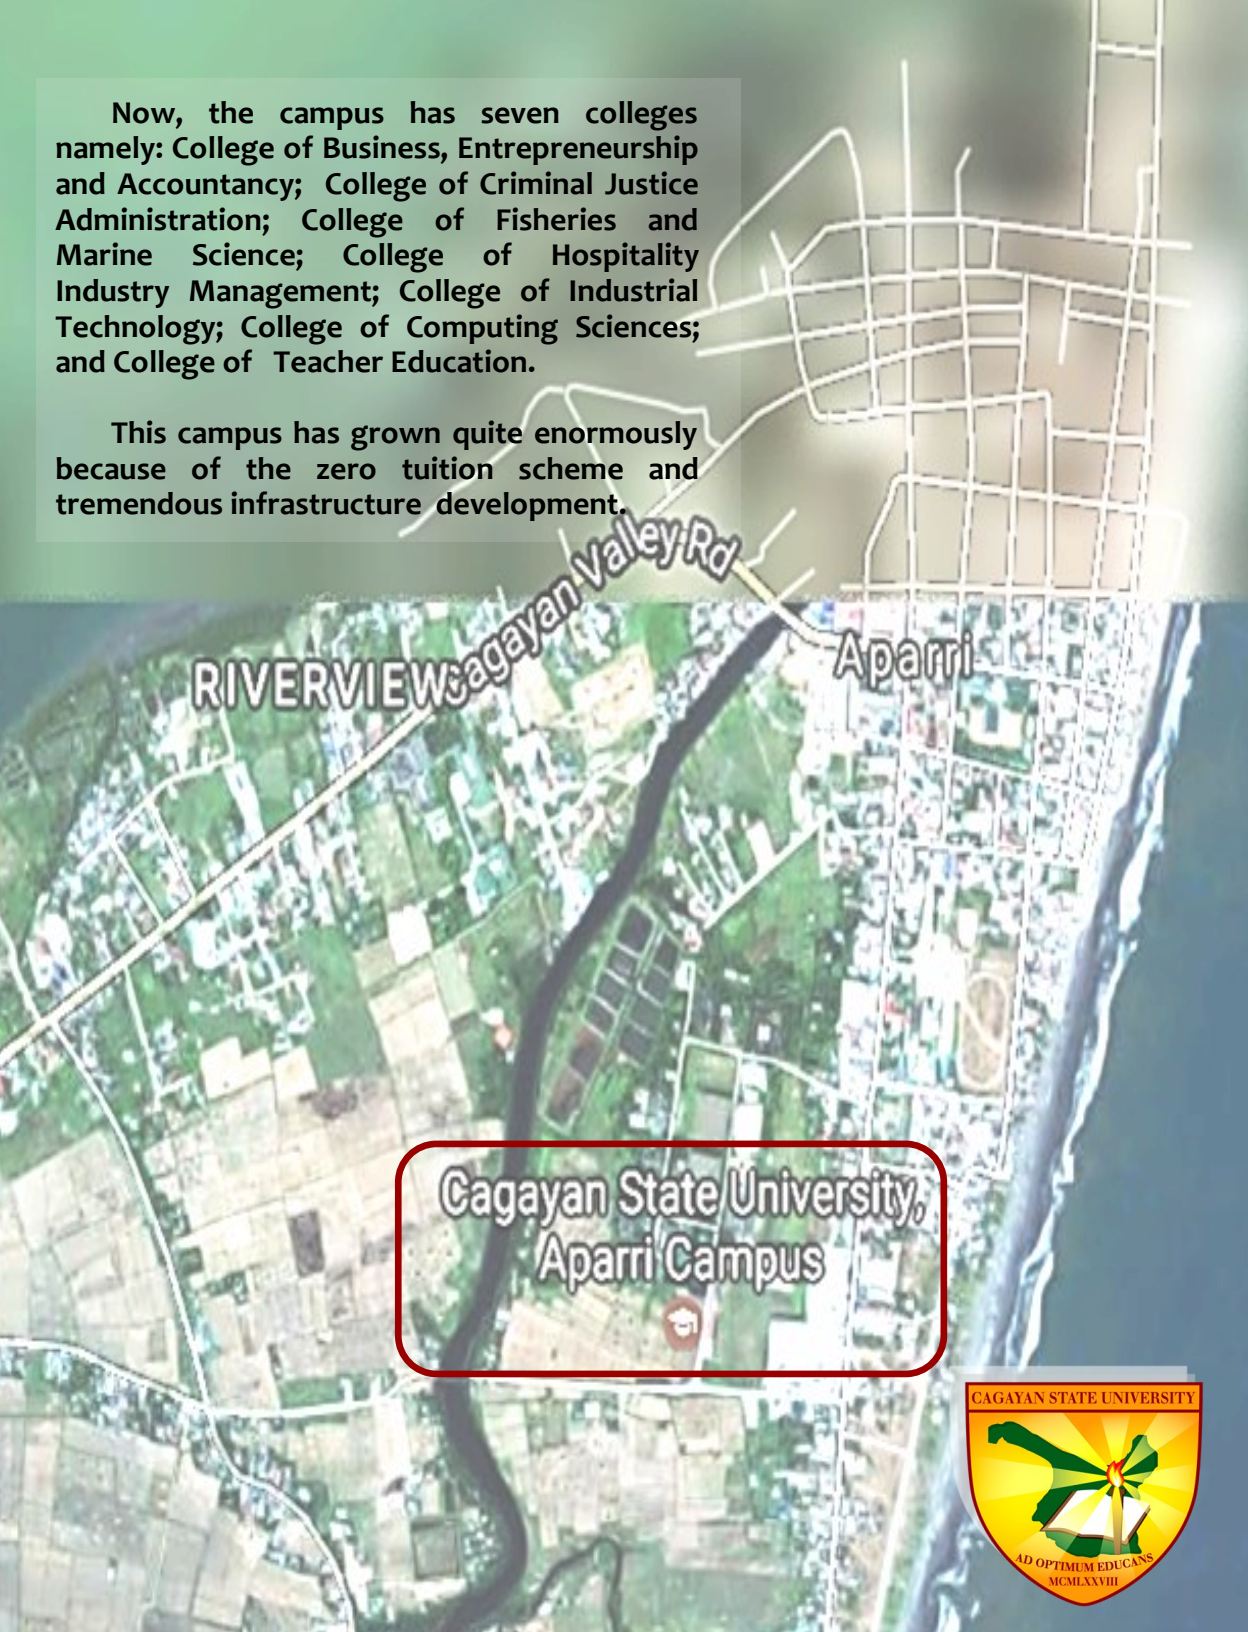 Now, the campus has seven colleges
namely: College of Business, Entrepreneurship
and Accountancy; College of Criminal Justice
Administration; College of Fisheries and
Marine Science; College of Hospitality
Industry Management; College of Industrial
Technology; College of Computing Sciences;
and College of Teacher Education.
This campus has grown quite enormously
because of the zero tuition scheme and
tremendous infrastructure development.
Cagayan Valley Rd
Aparri
RIVERVIEW
Cagayan State University,
Aparri Campus
CAGAYAN STATE UNIVERSITY
AD OPTIMUM EDUCANS
MCMLXXVIII